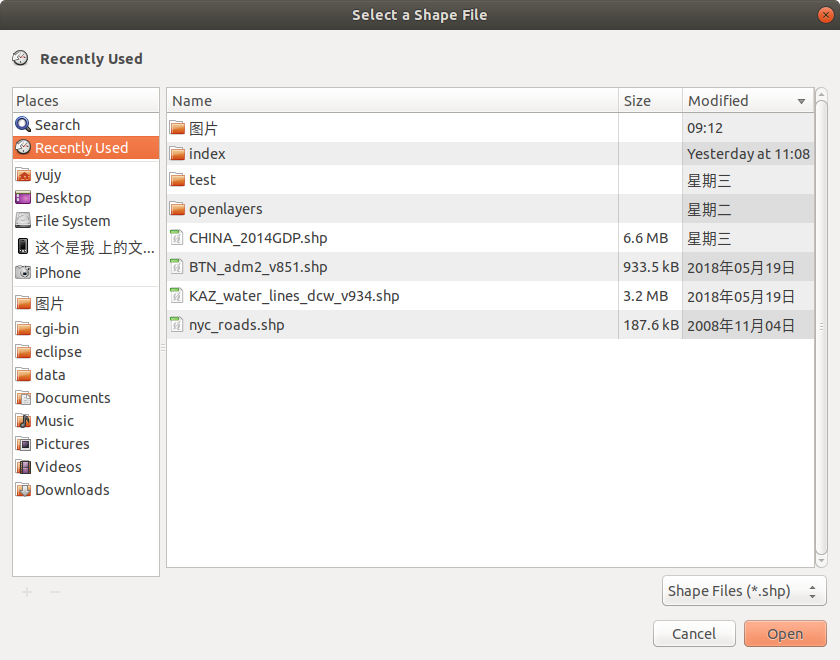 Select a Shape File
Recently Used
Places
Search
Recently Used
yujy
Desktop
File System
这个是我 上的文...
iPhone
图片
cgi-bin
eclipse
data
Documents
Music
Pictures
Videos
Downloads
Name Size Modified
图片 09:12
index Yesterday at 11:08
test 星期三
openlayers 星期二
CHINA_2014GDP.shp 6.6 MB 星期三
BTN_adm2_v851.shp 933.5 kB 2018年05月19日
KAZ_water_lines_dcw_v934.shp 3.2 MB 2018年05月19日
nyc_roads.shp 187.6 kB 2008年11月04日
Shape Files (*.shp)
Cancel Open